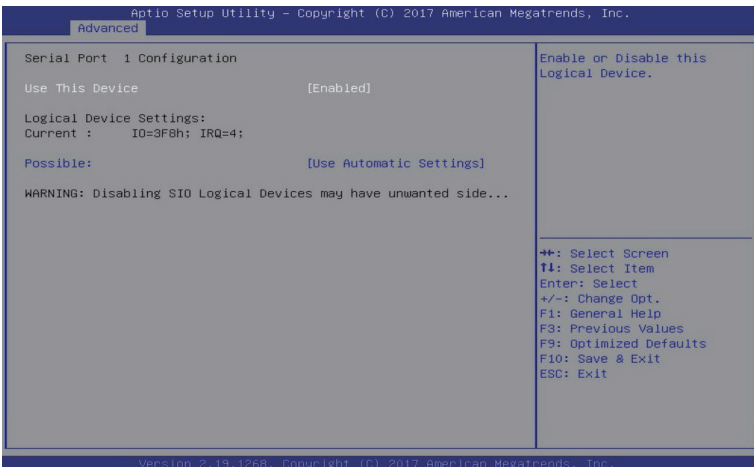 Aptio Setup Utility – Copyright (C) 2017 American Megatrends, Inc.
Advanced
Serial Port 1 Configuration
Use This Device [Enabled]
Logical Device Settings:
Current : IO=3F8h; IRQ=4;
Possible: [Use Automatic Settings]
WARNING: Disabling SIO Logical Devices may have unwanted side...
Enable or Disable this
Logical Device.
→←: Select Screen
↑↓: Select Item
Enter: Select
+/-: Change Opt.
F1: General Help
F3: Previous Values
F9: Optimized Defaults
F10: Save & Exit
ESC: Exit
Version 2.19.1268. Copyright (C) 2017 American Megatrends, Inc.